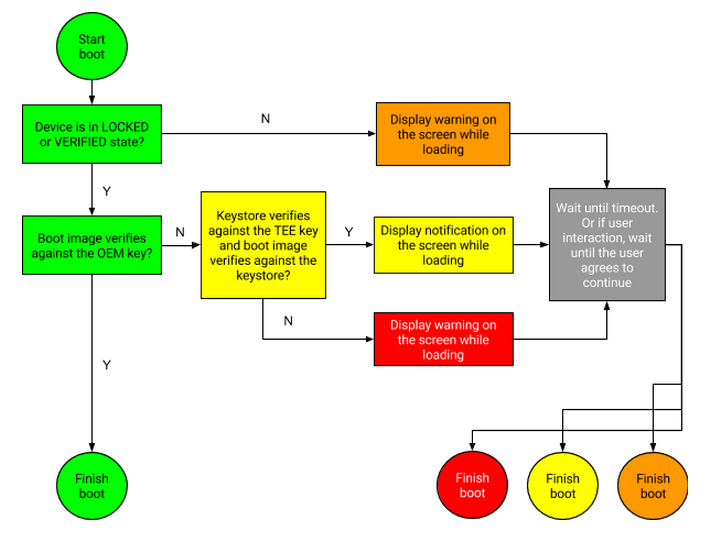 Start
boot
Device is in LOCKED
or VERIFIED state?
N
Display warning on
the screen while
loading
Y
Boot image verifies
against the OEM key?
N
Keystore verifies
against the TEE key
and boot image
verifies against the
keystore?
Y
Display notification on
the screen while
loading
Wait until timeout.
Or if user
interaction, wait
until the user
agrees to
continue
N
Display warning on
the screen while
loading
Y
Finish
boot
Finish
boot
Finish
boot
Finish
boot